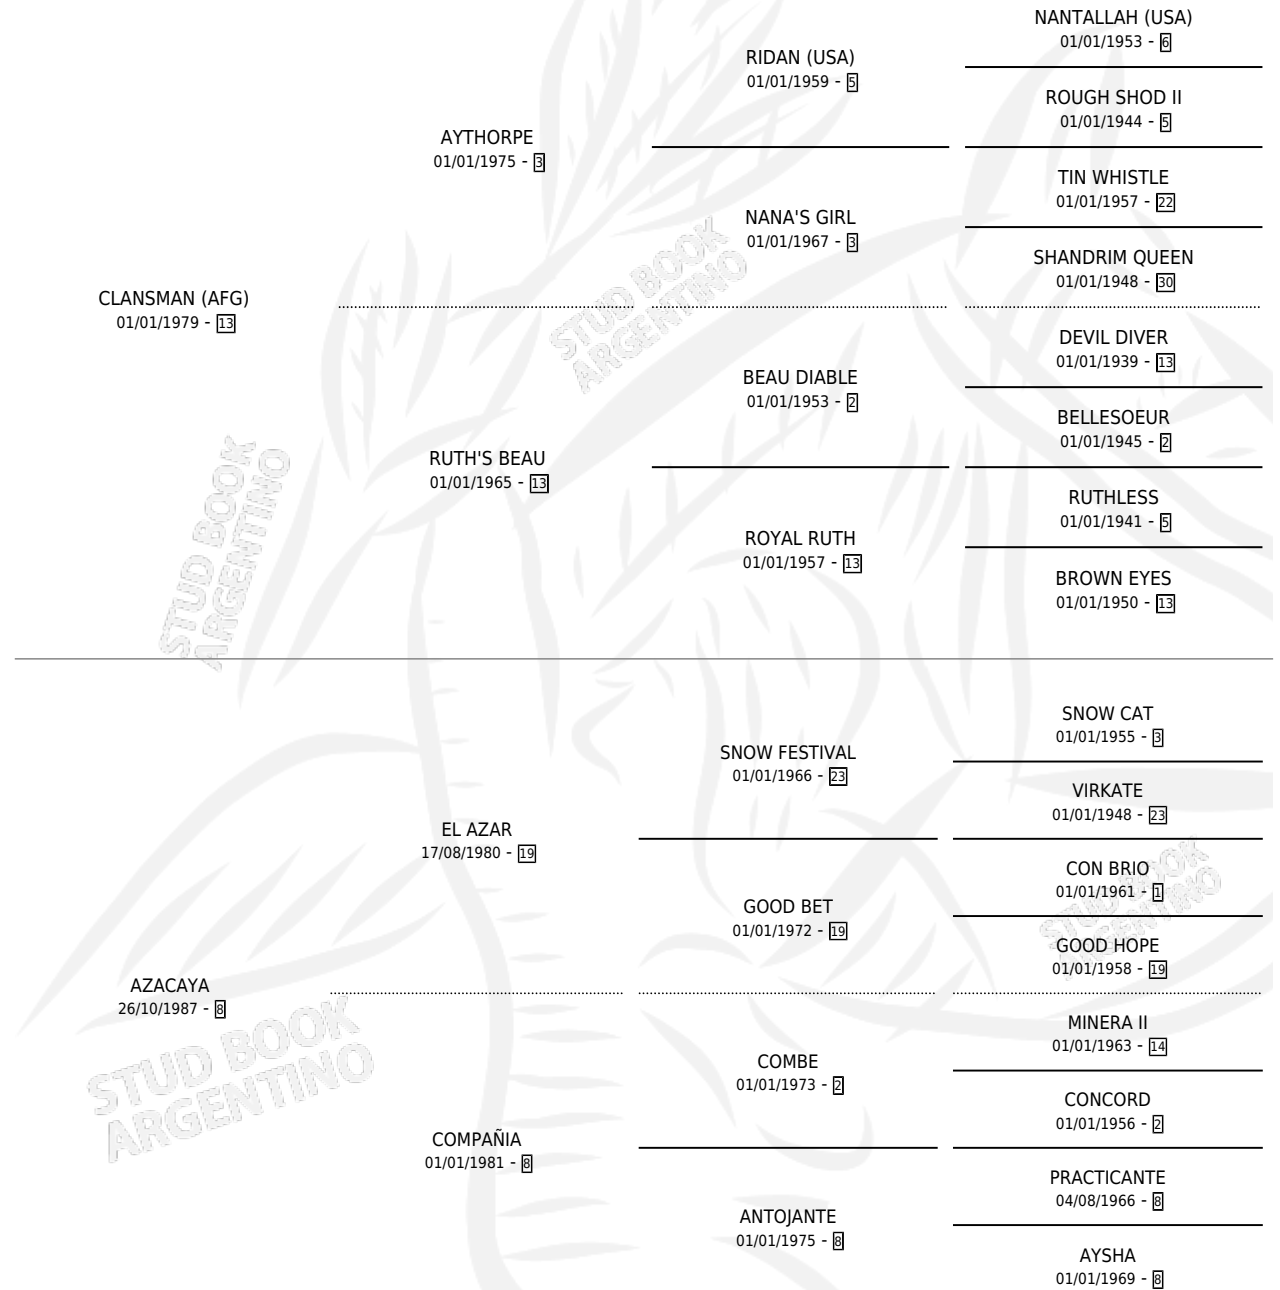 NANTALLAH (USA)
01/01/1953 - 6
RIDAN (USA)
01/01/1959 - 5
ROUGH SHOD II
01/01/1944 - 5
AYTHORPE
01/01/1975 - 3
TIN WHISTLE
01/01/1957 - 22
NANA'S GIRL
01/01/1967 - 3
SHANDRIM QUEEN
01/01/1948 - 30
CLANSMAN (AFG)
01/01/1979 - 13
DEVIL DIVER
01/01/1939 - 13
BEAU DIABLE
01/01/1953 - 2
BELLESOEUR
01/01/1945 - 2
RUTH'S BEAU
01/01/1965 - 13
RUTHLESS
01/01/1941 - 5
ROYAL RUTH
01/01/1957 - 13
BROWN EYES
01/01/1950 - 13
SNOW CAT
01/01/1955 - 3
SNOW FESTIVAL
01/01/1966 - 23
VIRKATE
01/01/1948 - 23
EL AZAR
17/08/1980 - 19
CON BRIO
01/01/1961 - 1
GOOD BET
01/01/1972 - 19
GOOD HOPE
01/01/1958 - 19
AZACAYA
26/10/1987 - 8
MINERA II
01/01/1963 - 14
COMBE
01/01/1973 - 2
CONCORD
01/01/1956 - 2
COMPAÑIA
01/01/1981 - 8
PRACTICANTE
04/08/1966 - 8
ANTOJANTE
01/01/1975 - 8
AYSHA
01/01/1969 - 8
STUD BOOK
ARGENTINO
STUD BOOK
ARGENTINO
STUD BOOK
ARGENTINO
STUD BOOK
ARGENTINO